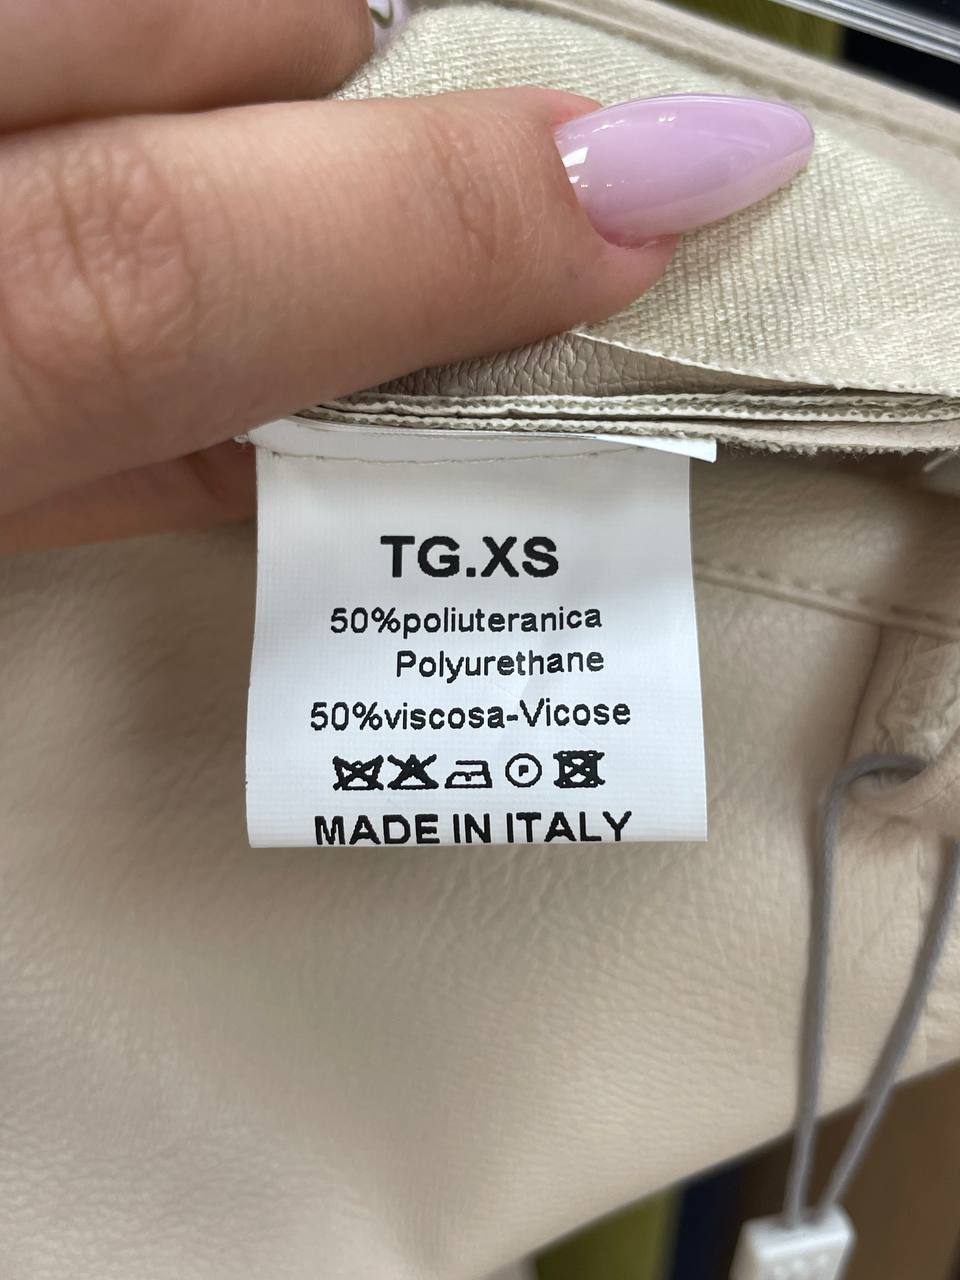 TG.XS
50%poliuteranica
Polyurethane
50%viscosa-Vicose
P
MADE IN ITALY